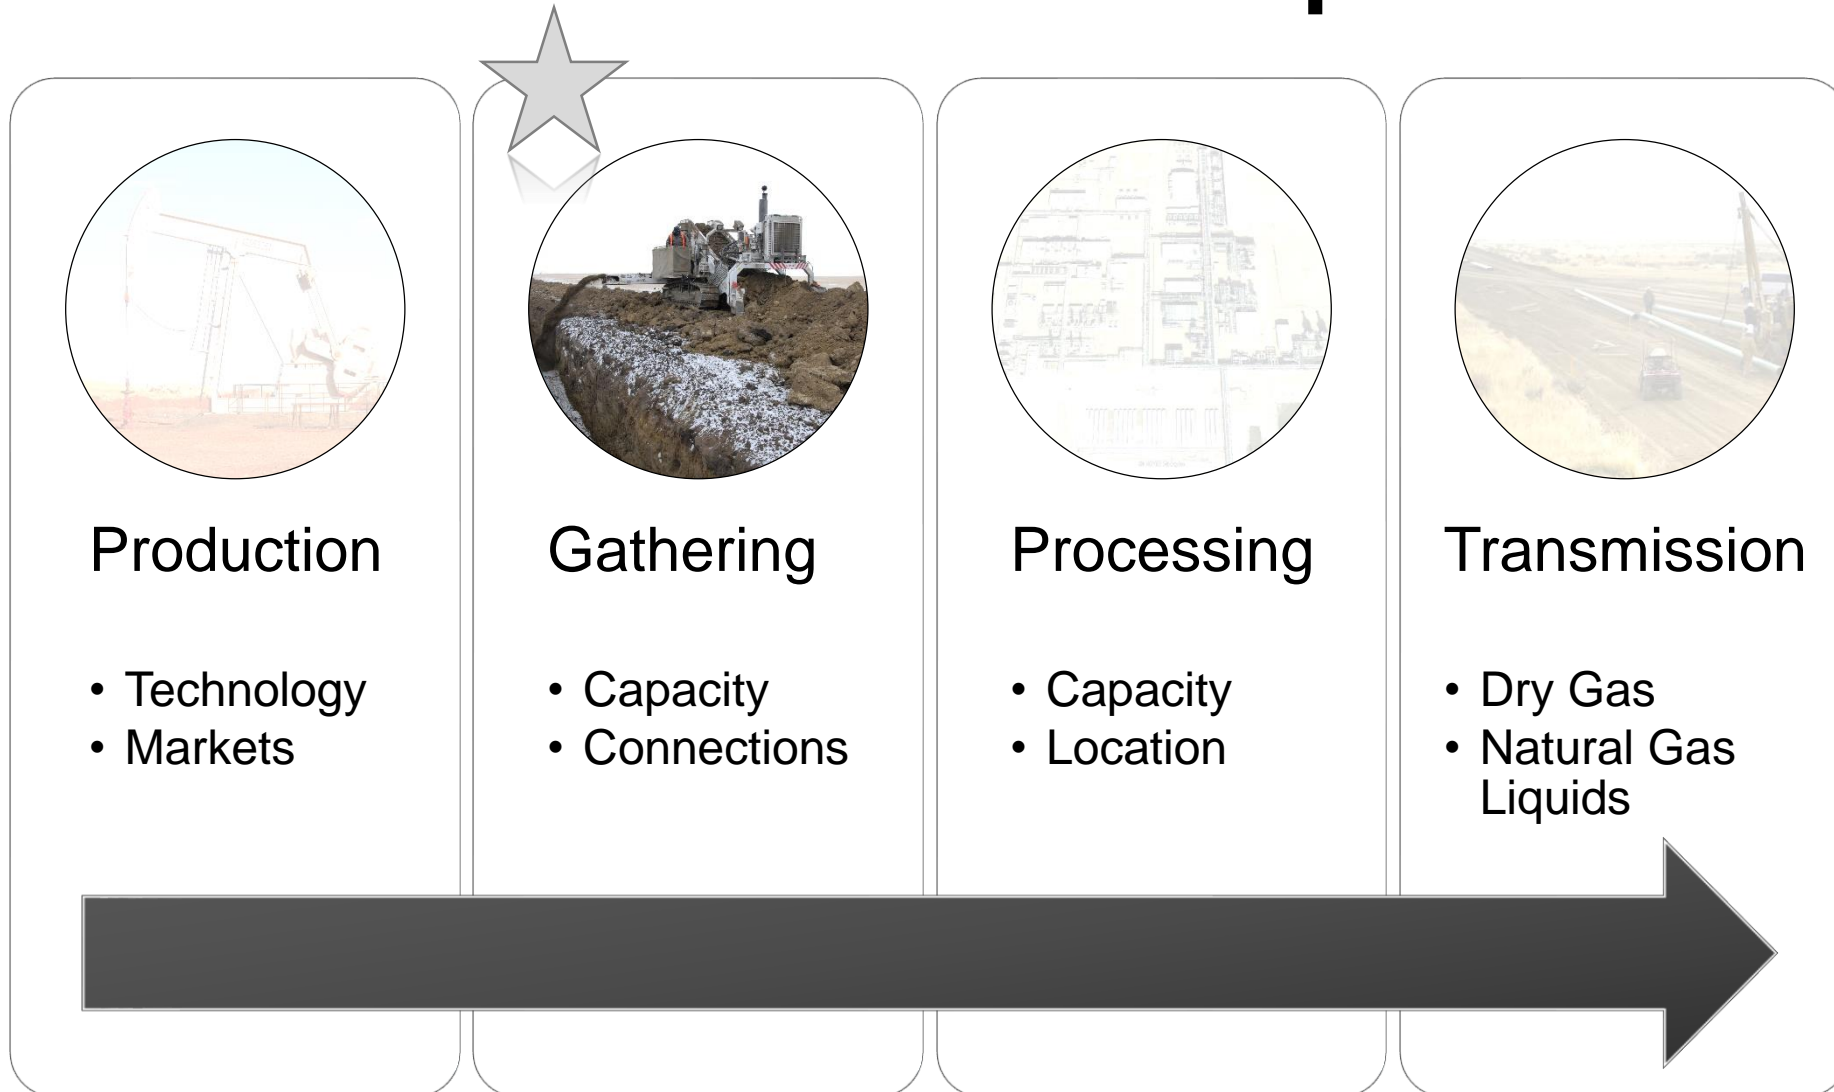 Production
• Technology
• Markets
Gathering
• Capacity
• Connections
Processing
• Capacity
• Location
Transmission
• Dry Gas
• Natural Gas
Liquids